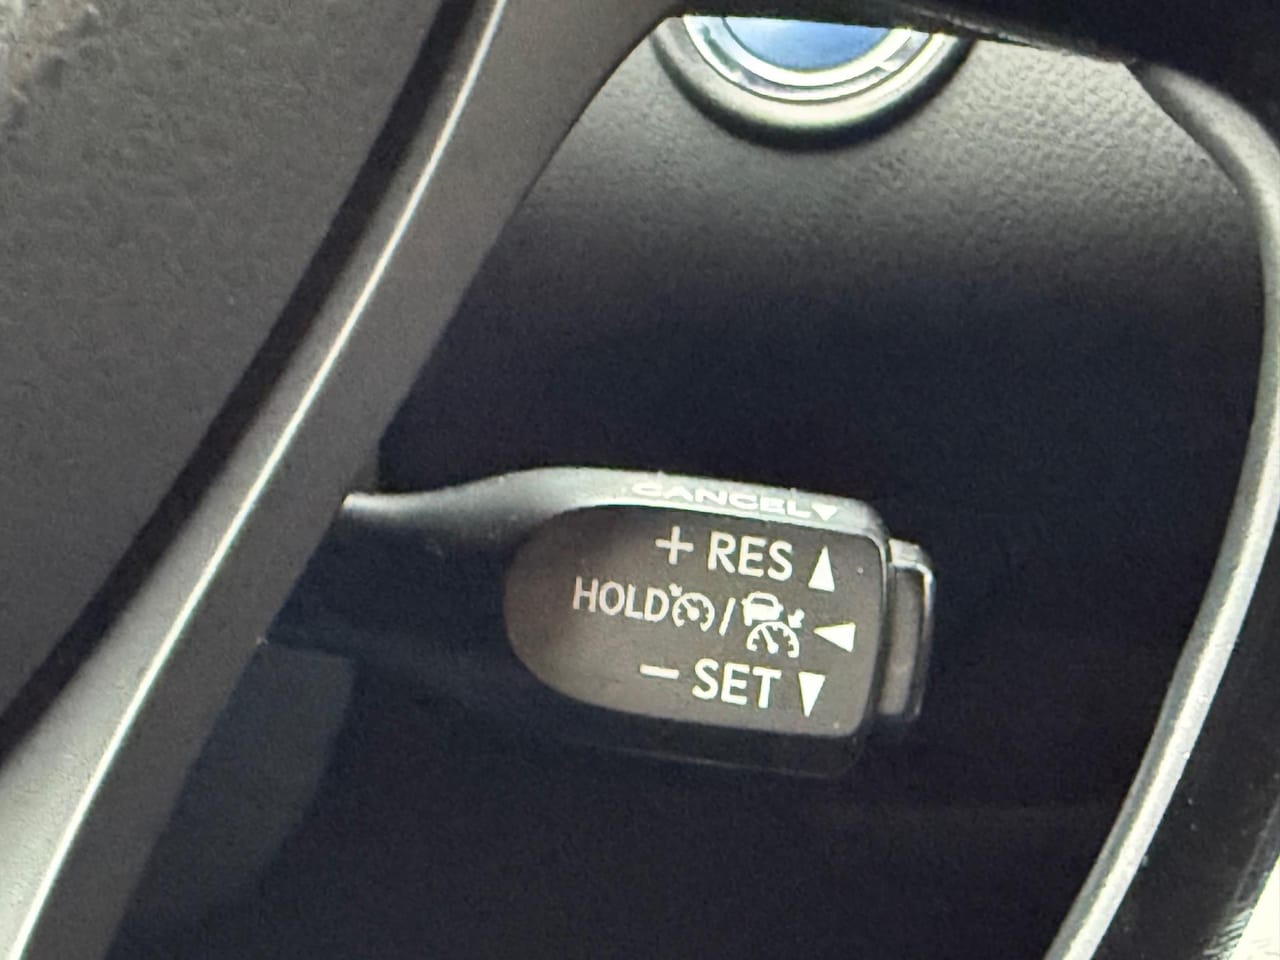 CANCEL▼
+ RES ▲
HOLD / ◀
− SET ▼